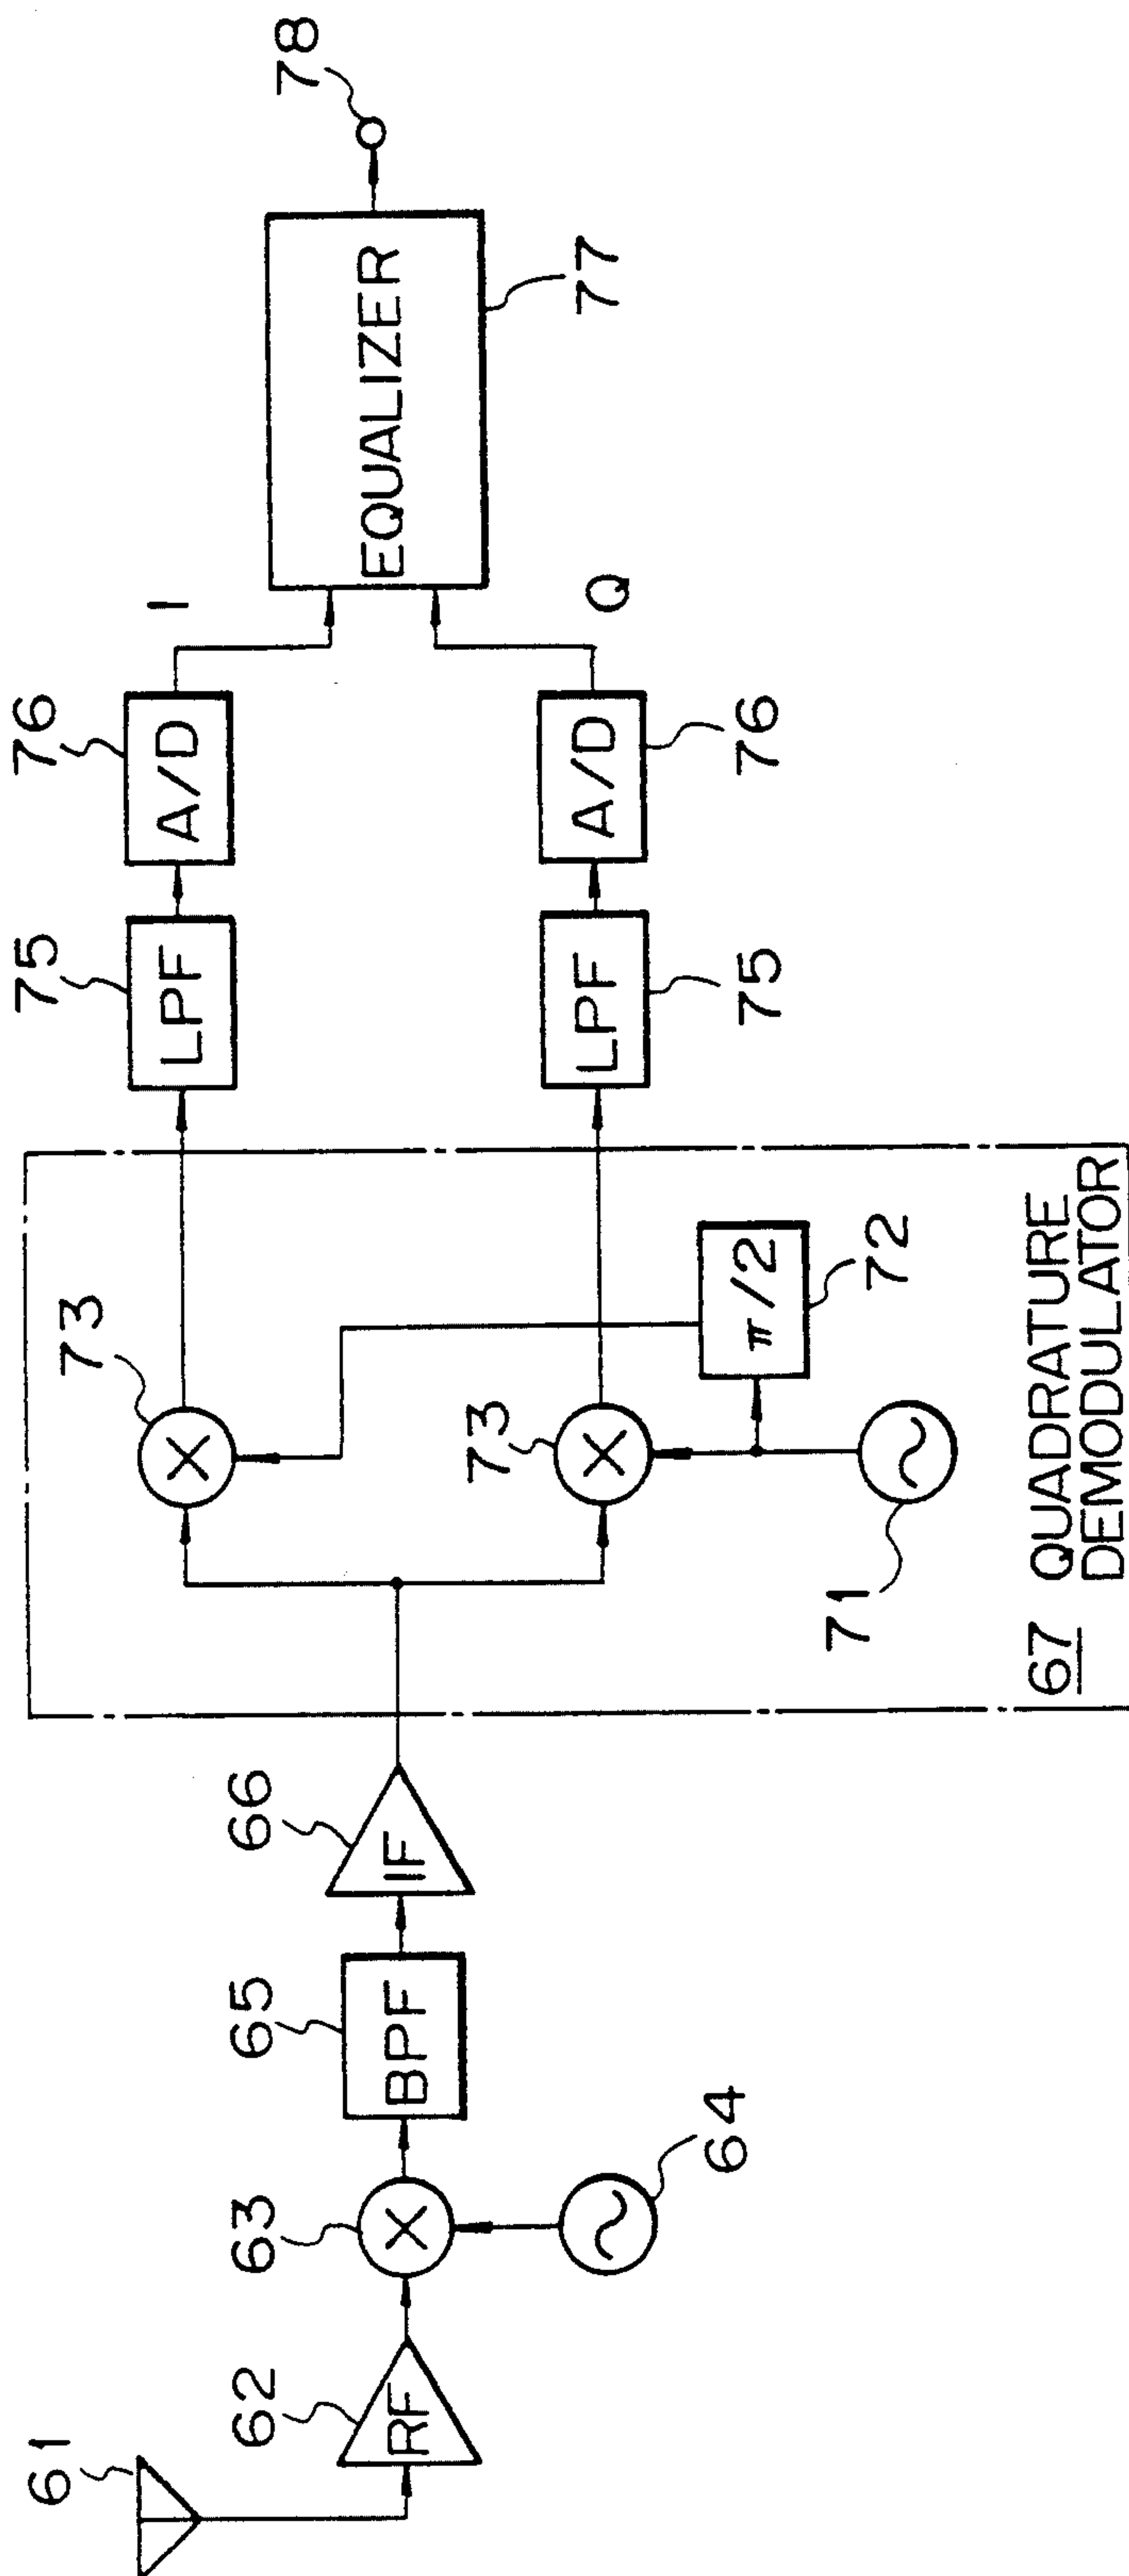 61
62
RF
63
64
65
BPF
66
IF
67 QUADRATURE
DEMODULATOR
71
72
π/2
73
73
75
LPF
75
LPF
76
A/D
76
A/D
I
Q
EQUALIZER
77
78